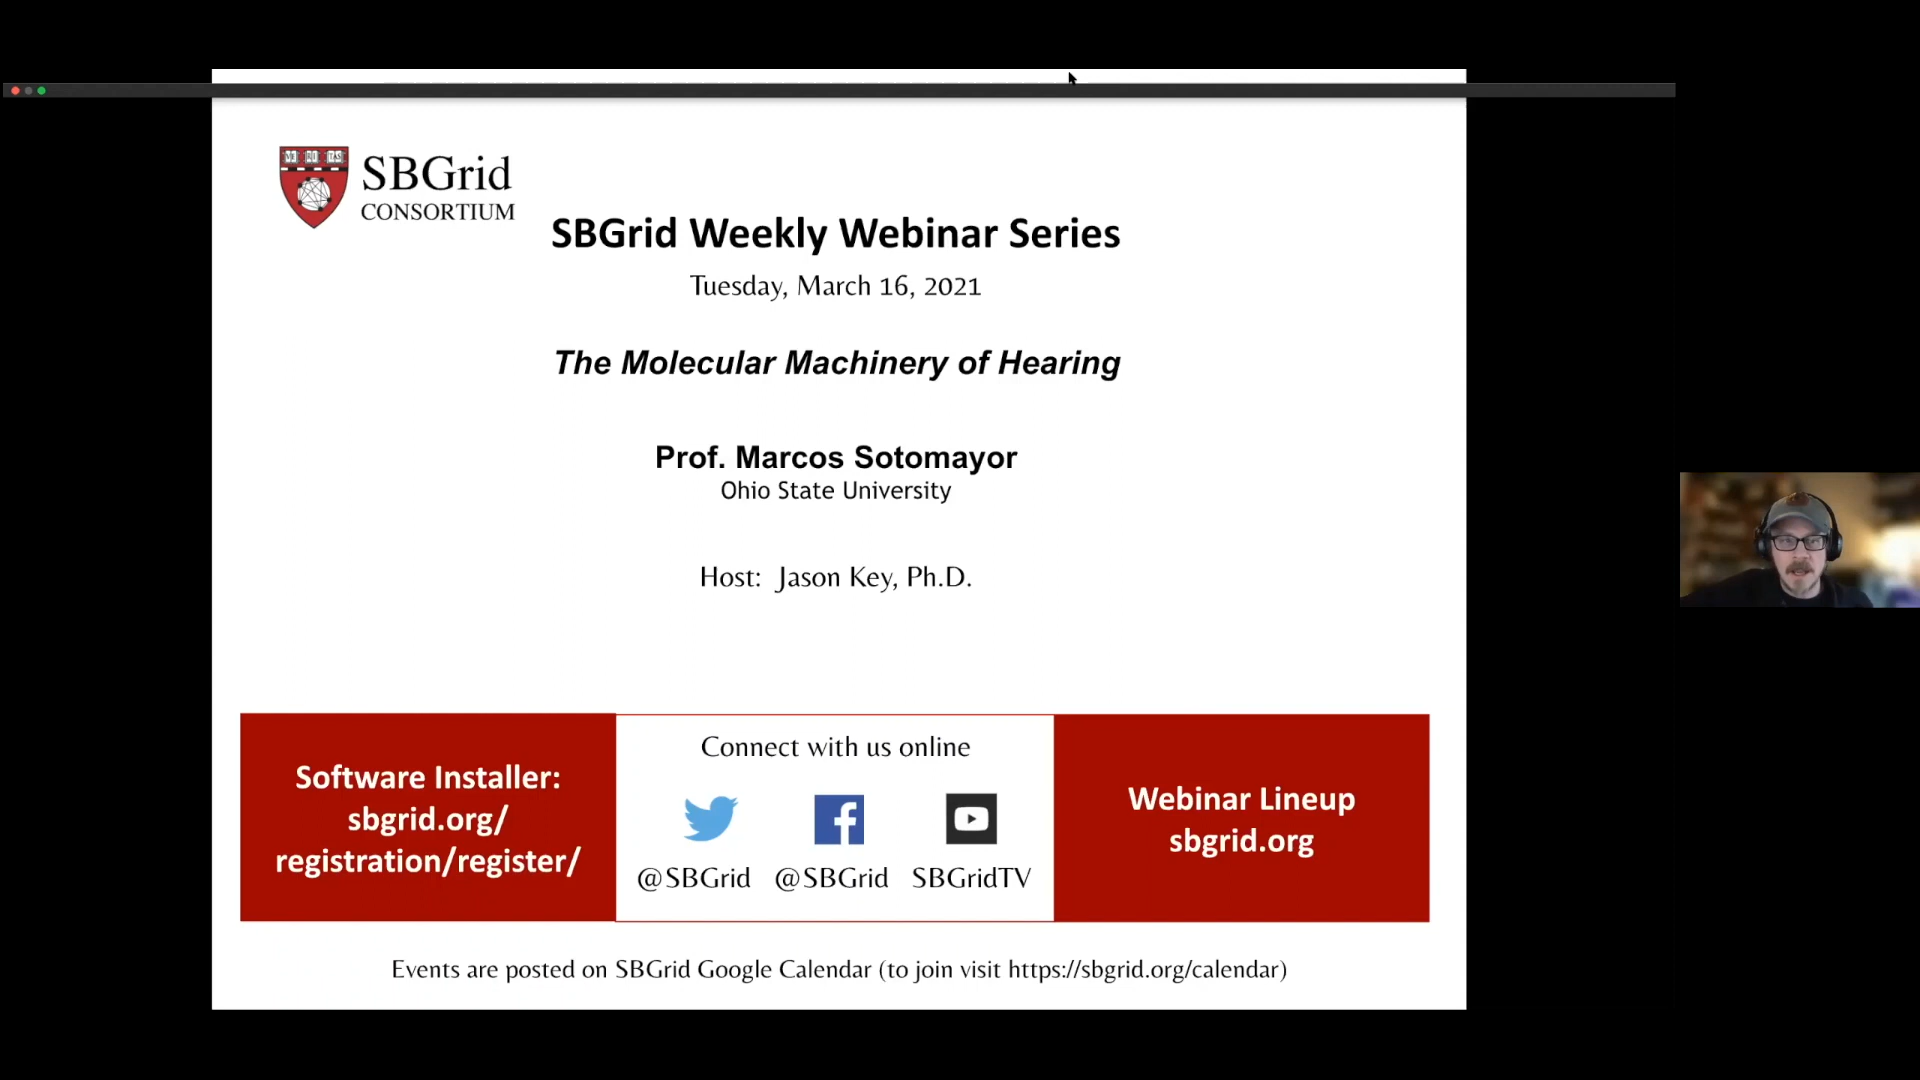 SBGrid
CONSORTIUM
SBGrid Weekly Webinar Series
Tuesday, March 16, 2021
The Molecular Machinery of Hearing
Prof. Marcos Sotomayor
Ohio State University
Host: Jason Key, Ph.D.
Software Installer:
sbgrid.org/
registration/register/
Connect with us online
@SBGrid @SBGrid SBGridTV
Webinar Lineup
sbgrid.org
Events are posted on SBGrid Google Calendar (to join visit https://sbgrid.org/calendar)